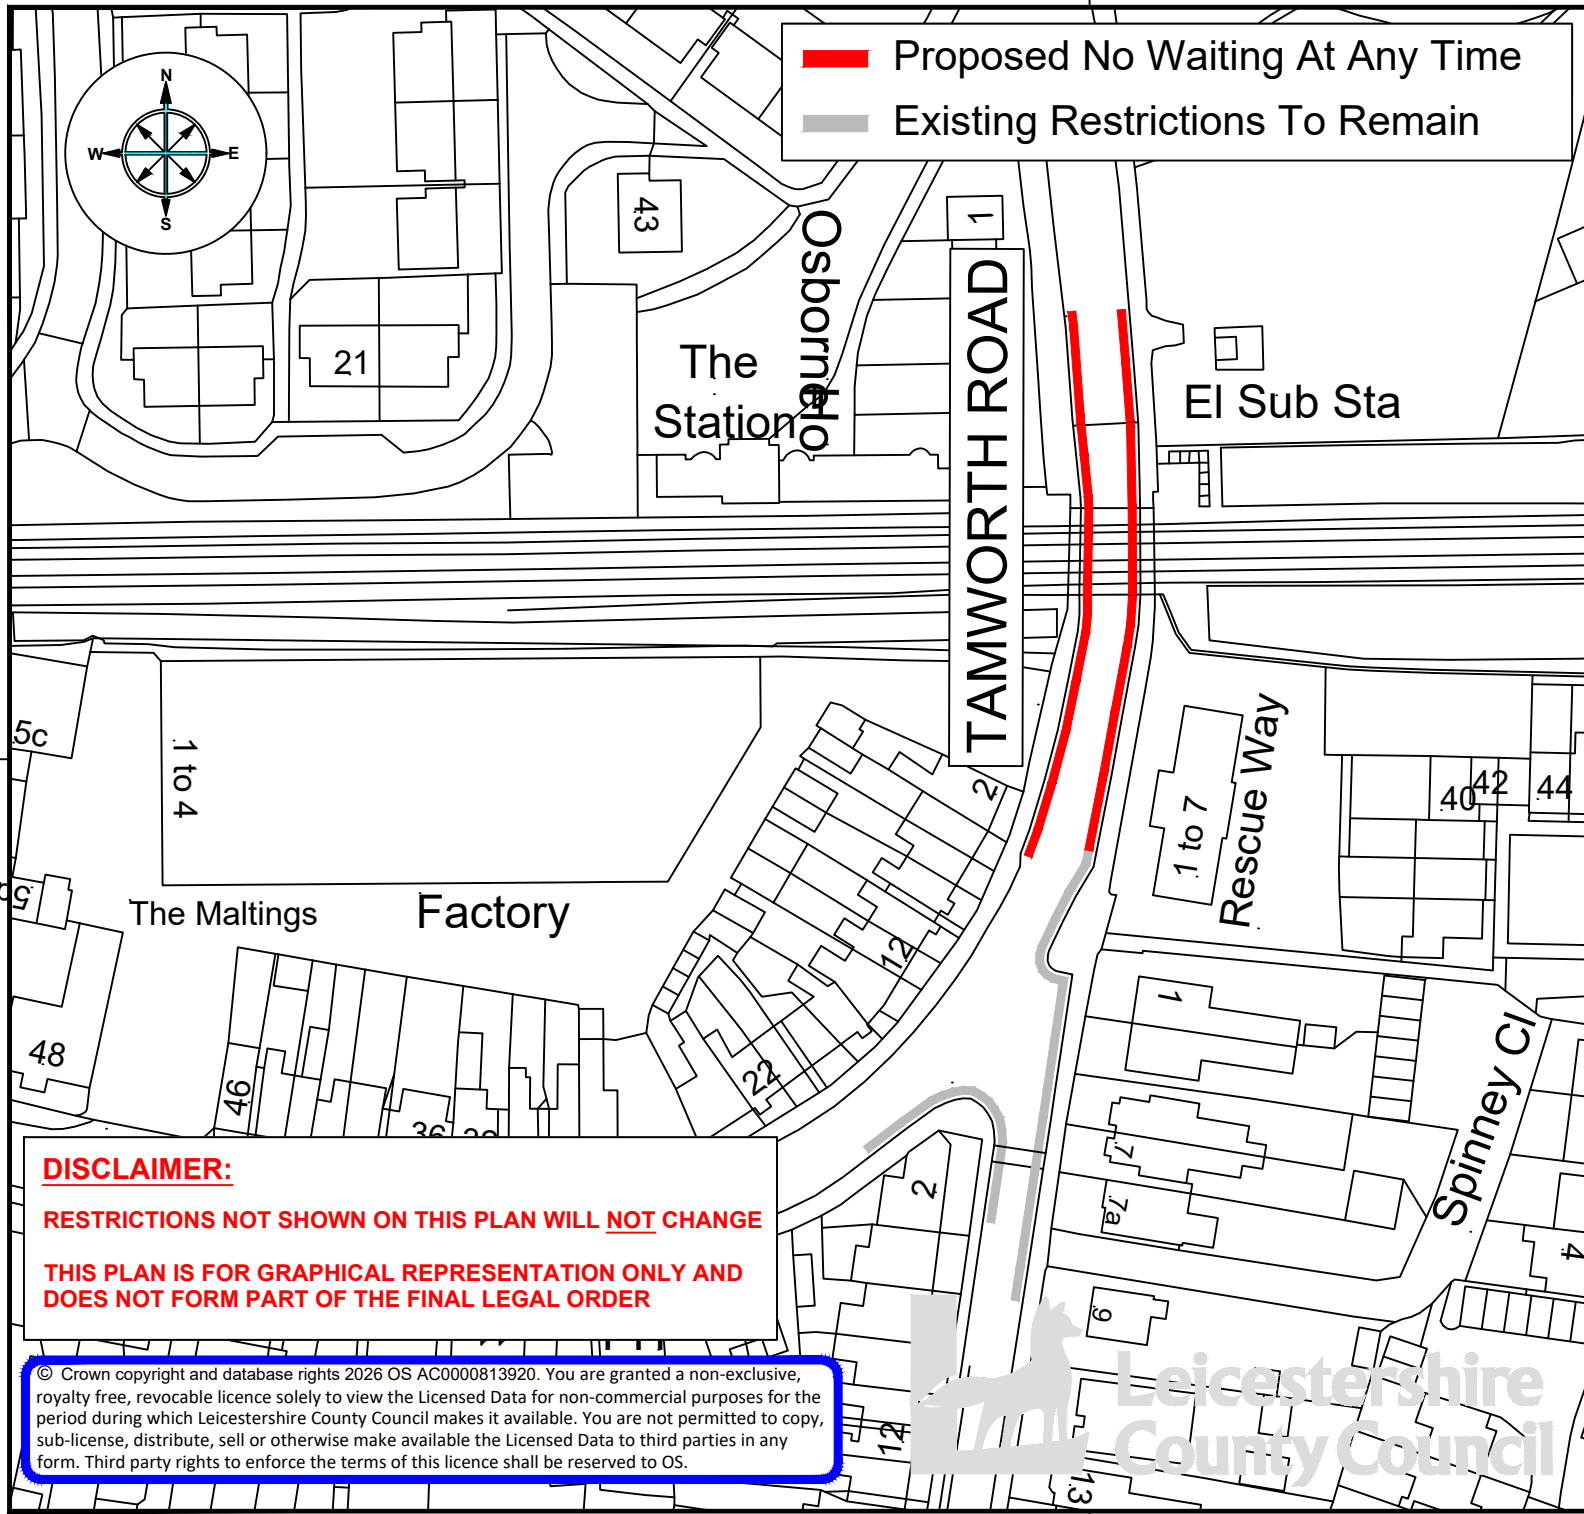 Proposed No Waiting At Any Time
Existing Restrictions To Remain
N
W
E
S
43
1
Osborne Ho
The
Station
21
TAMWORTH ROAD
El Sub Sta
5c
1 to 4
2
1 to 7
Rescue Way
40
42
44
The Maltings
Factory
12
48
46
22
1
Spinney Cl
7
7a
2
4
9
12
13
DISCLAIMER:
RESTRICTIONS NOT SHOWN ON THIS PLAN WILL NOT CHANGE
THIS PLAN IS FOR GRAPHICAL REPRESENTATION ONLY AND
DOES NOT FORM PART OF THE FINAL LEGAL ORDER
© Crown copyright and database rights 2026 OS AC0000813920. You are granted a non-exclusive,
royalty free, revocable licence solely to view the Licensed Data for non-commercial purposes for the
period during which Leicestershire County Council makes it available. You are not permitted to copy,
sub-license, distribute, sell or otherwise make available the Licensed Data to third parties in any
form. Third party rights to enforce the terms of this licence shall be reserved to OS.
Leicestershire
County Council